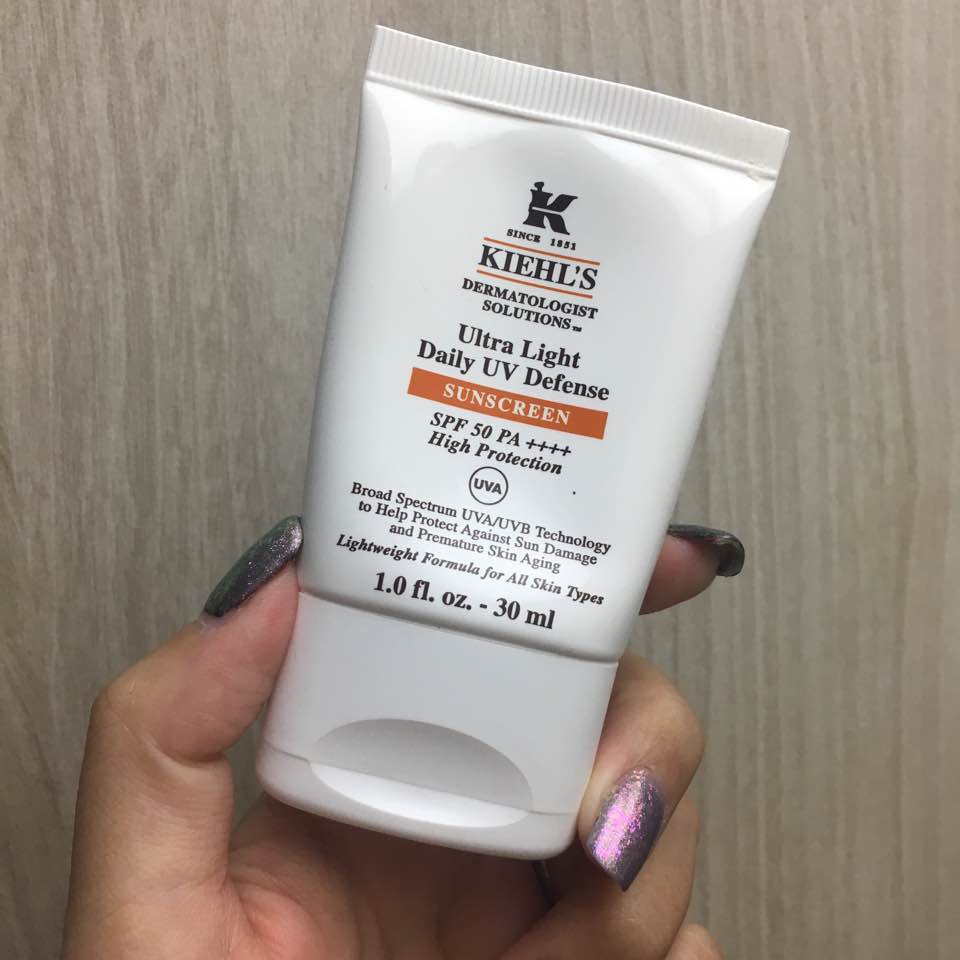 K
SINCE 1851
KIEHL'S
DERMATOLOGIST
SOLUTIONS™
Ultra Light
Daily UV Defense
SUNSCREEN
SPF 50 PA ++++
High Protection
UVA
Broad Spectrum UVA/UVB Technology
to Help Protect Against Sun Damage
and Premature Skin Aging
Lightweight Formula for All Skin Types
1.0 fl. oz. - 30 ml